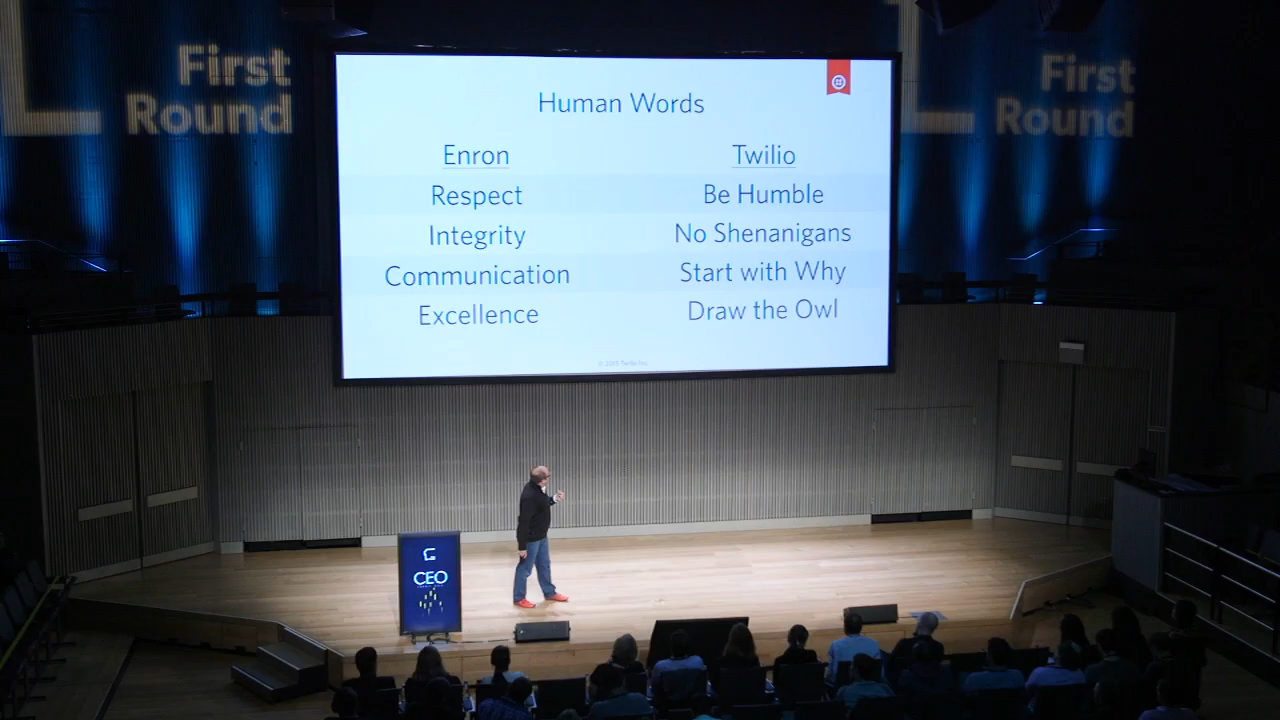 First
Round
First
Round
Human Words
Enron
Twilio
Respect
Be Humble
Integrity
No Shenanigans
Communication
Start with Why
Excellence
Draw the Owl
CEO